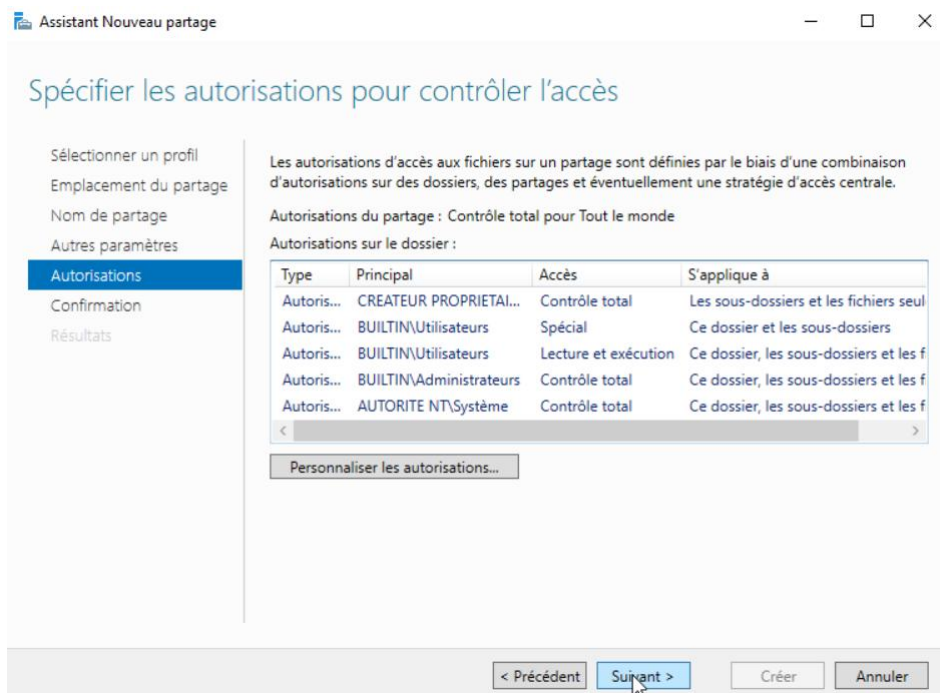 Assistant Nouveau partage
Spécifier les autorisations pour contrôler l'accès
Sélectionner un profil
Emplacement du partage
Nom de partage
Autres paramètres
Autorisations
Confirmation
Résultats
Les autorisations d'accès aux fichiers sur un partage sont définies par le biais d'une combinaison
d'autorisations sur des dossiers, des partages et éventuellement une stratégie d'accès centrale.
Autorisations du partage : Contrôle total pour Tout le monde
Autorisations sur le dossier :
Type Principal Accès S'applique à
Autoris... CREATEUR PROPRIETAI... Contrôle total Les sous-dossiers et les fichiers seul
Autoris... BUILTIN\Utilisateurs Spécial Ce dossier et les sous-dossiers
Autoris... BUILTIN\Utilisateurs Lecture et exécution Ce dossier, les sous-dossiers et les f
Autoris... BUILTIN\Administrateurs Contrôle total Ce dossier, les sous-dossiers et les f
Autoris... AUTORITE NT\Système Contrôle total Ce dossier, les sous-dossiers et les f
Personnaliser les autorisations...
< Précédent Suivant > Créer Annuler